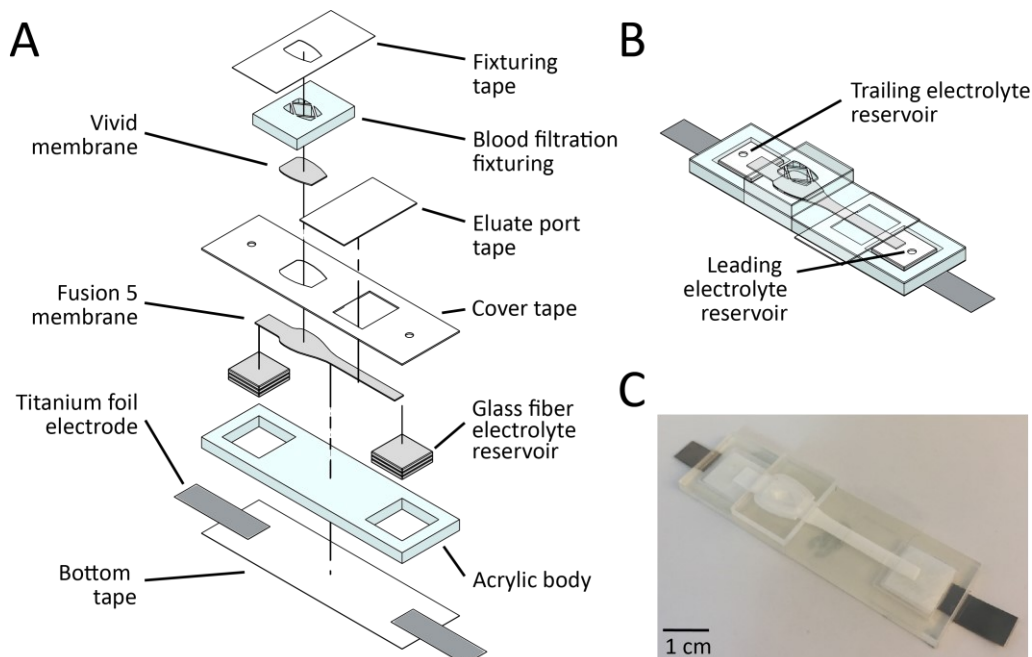 A
Fixturing
tape
Blood filtration
fixturing
Vivid
membrane
Eluate port
tape
Fusion 5
membrane
Cover tape
Titanium foil
electrode
Glass fiber
electrolyte
reservoir
Bottom
tape
Acrylic body
B
Trailing electrolyte
reservoir
Leading
electrolyte
reservoir
C
1 cm